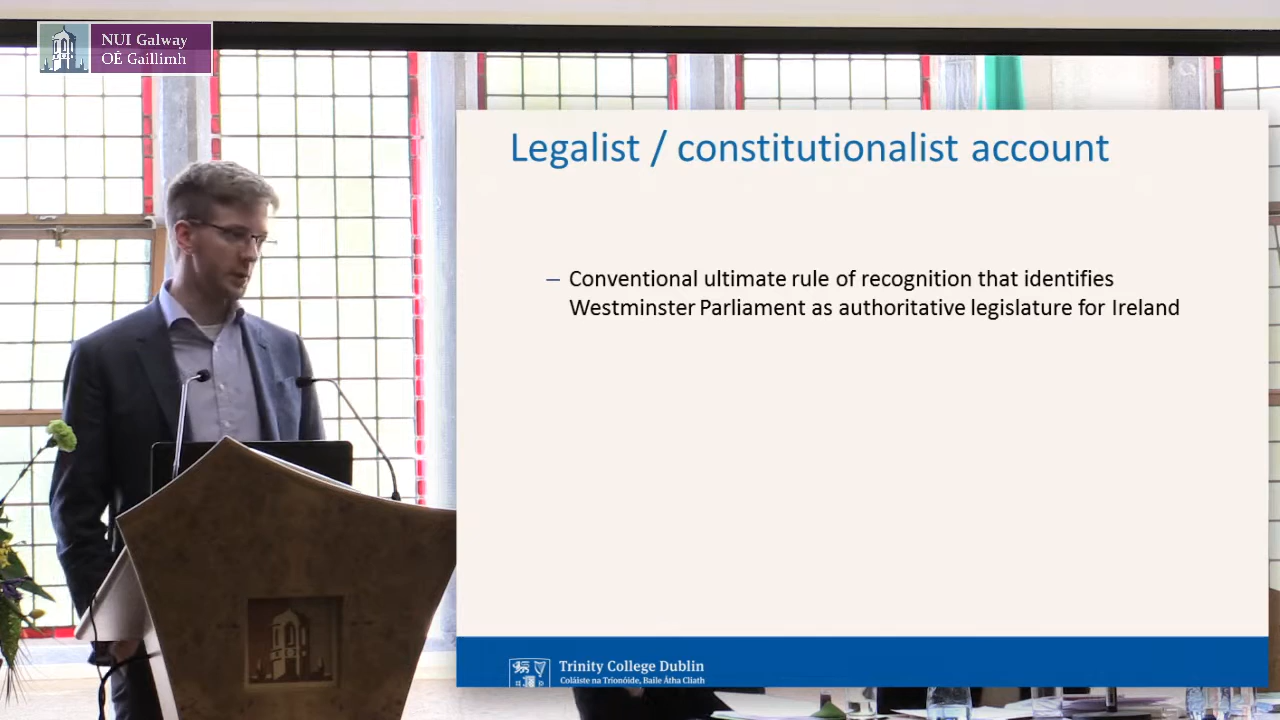 NUI Galway
OÉ Gaillimh
Legalist / constitutionalist account
– Conventional ultimate rule of recognition that identifies
Westminster Parliament as authoritative legislature for Ireland
Trinity College Dublin
Coláiste na Tríonóide, Baile Átha Cliath